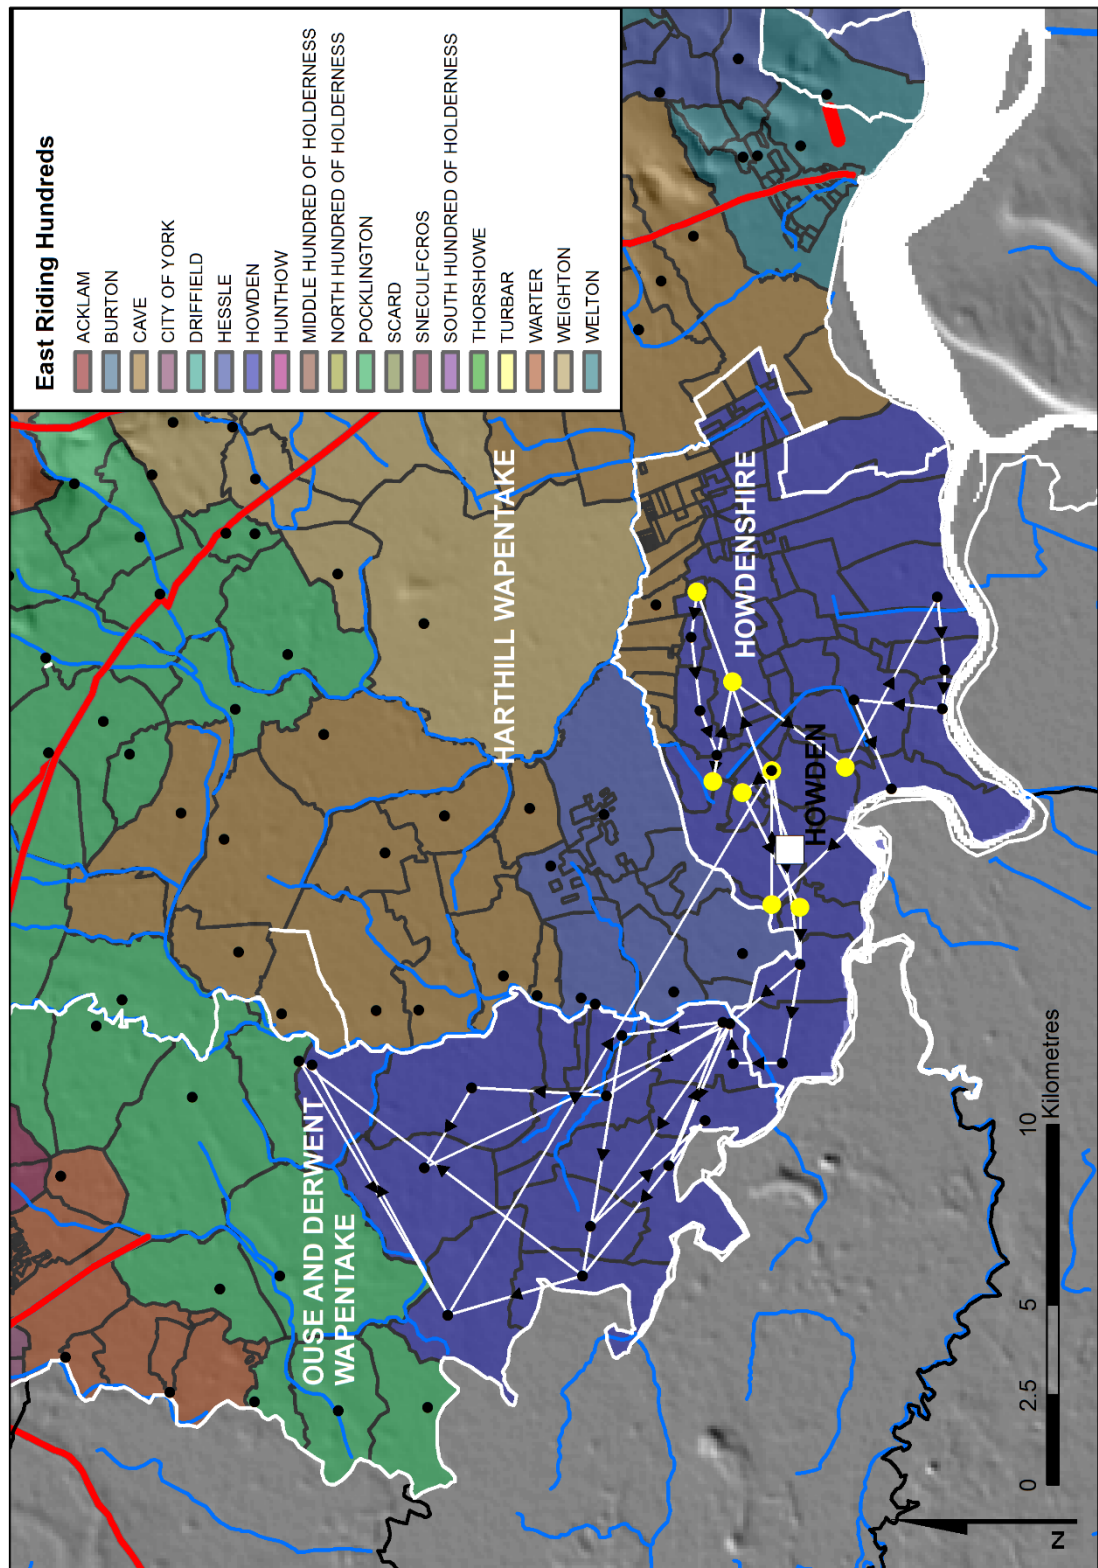 East Riding Hundreds
ACKLAM
BURTON
CAVE
CITY OF YORK
DRIFFIELD
HESSLE
HOWDEN
HUNTHOW
MIDDLE HUNDRED OF HOLDERNESS
NORTH HUNDRED OF HOLDERNESS
POCKLINGTON
SCARD
SNECULFCROS
SOUTH HUNDRED OF HOLDERNESS
THORSHOWE
TURBAR
WARTER
WEIGHTON
WELTON
OUSE AND DERWENT
WAPENTAKE
HARTHILL WAPENTAKE
HOWDENSHIRE
HOWDEN
0 2.5 5 10
Kilometres
N